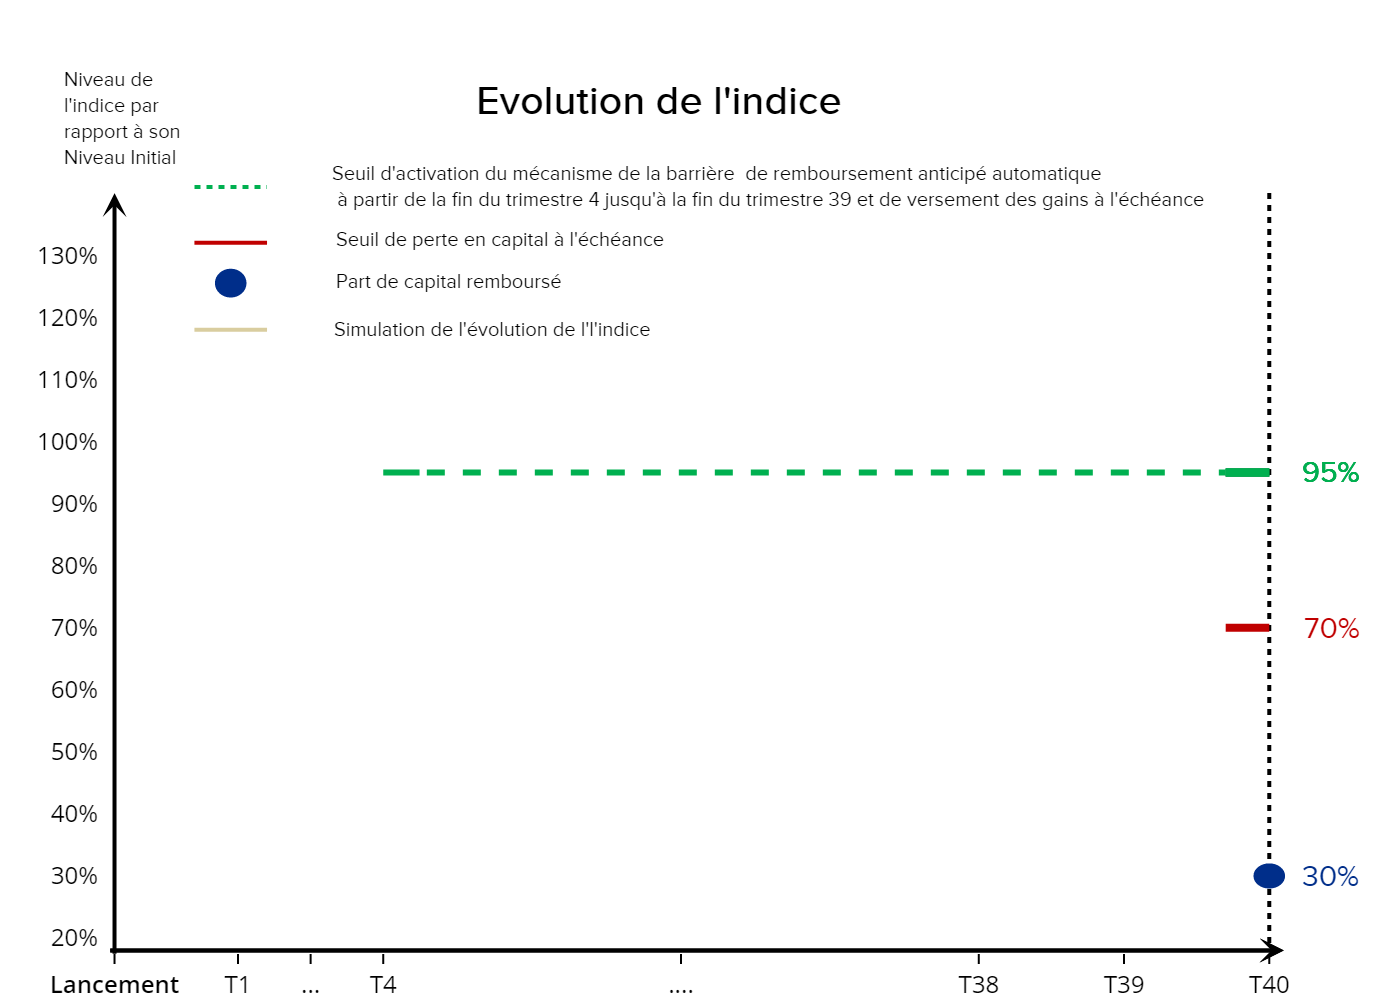 Niveau de
l'indice par
rapport à son
Niveau Initial
Evolution de l'indice
Seuil d'activation du mécanisme de la barrière  de remboursement anticipé automatique
à partir de la fin du trimestre 4 jusqu'à la fin du trimestre 39 et de versement des gains à l'échéance
Seuil de perte en capital à l'échéance
Part de capital remboursé
Simulation de l'évolution de l'l'indice
130%
120%
110%
100%
90%
80%
70%
60%
50%
40%
30%
20%
95%
70%
30%
Lancement T1 ... T4 .... T38 T39 T40